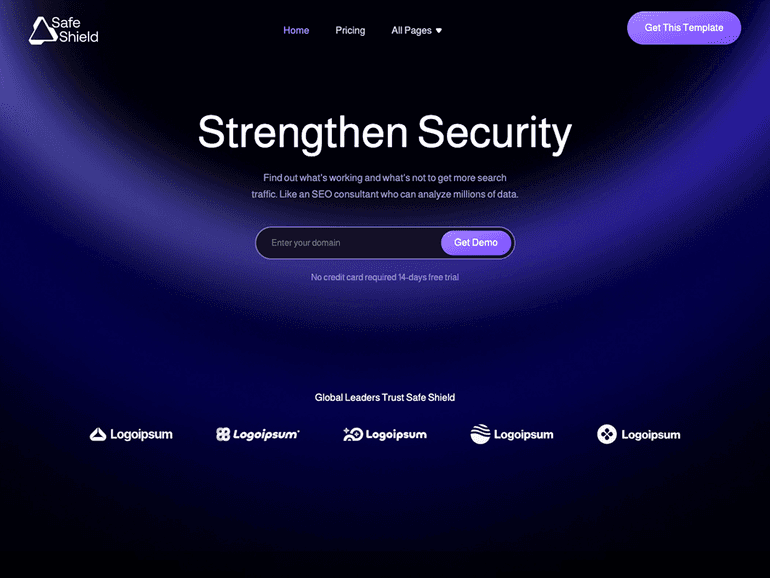 Safe
Shield
Home
Pricing
All Pages
Get This Template
Strengthen Security
Find out what's working and what's not to get more search
traffic. Like an SEO consultant who can analyze millions of data.
Enter your domain
Get Demo
No credit card required 14-days free trial
Global Leaders Trust Safe Shield
Logoipsum
Logoipsum
Logoipsum
Logoipsum
Logoipsum